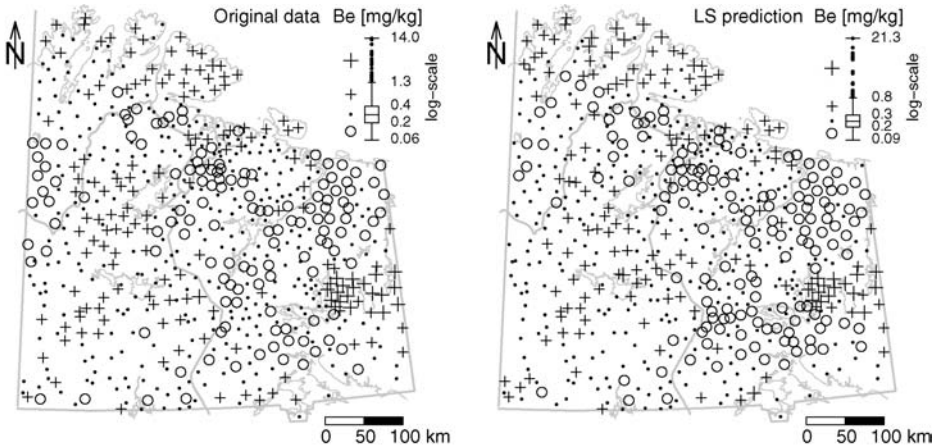 Original data Be [mg/kg]
N
14.0
1.3
0.4
0.2
0.06
log-scale
0 50 100 km
LS prediction Be [mg/kg]
N
21.3
0.8
0.3
0.2
0.09
log-scale
0 50 100 km